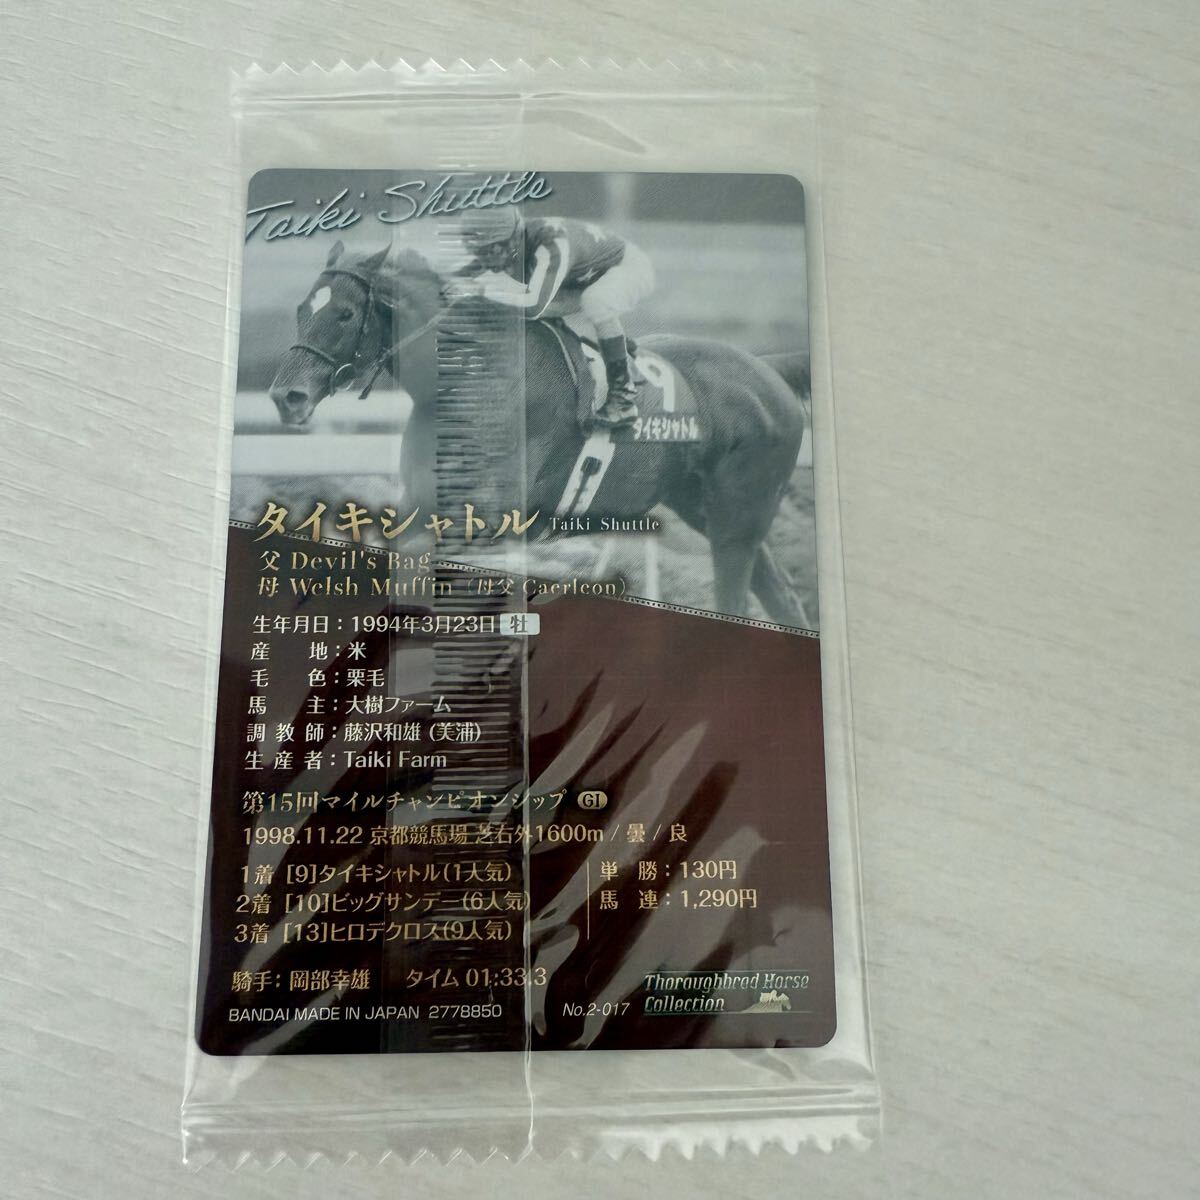 Taiki Shuttle
9
タイキシャトル
タイキシャトル Taiki Shuttle
父 Devil's Bag
母 Welsh Muffin（母父 Caerleon）
生年月日：1994年3月23日 牡
産地：米
毛色：栗毛
馬主：大樹ファーム
調教師：藤沢和雄（美浦）
生産者：Taiki Farm
第15回マイルチャンピオンシップ GI
1998.11.22 京都競馬場 芝右外1600m / 曇 / 良
1着 [9]タイキシャトル(1人気) 単勝：130円
2着 [10]ビッグサンデー(6人気) 馬連：1,290円
3着 [13]ヒロデクロス(9人気)
騎手：岡部幸雄 タイム 01:33.3
BANDAI MADE IN JAPAN 2778850 No.2-017 Thoroughbred Horse
Collection